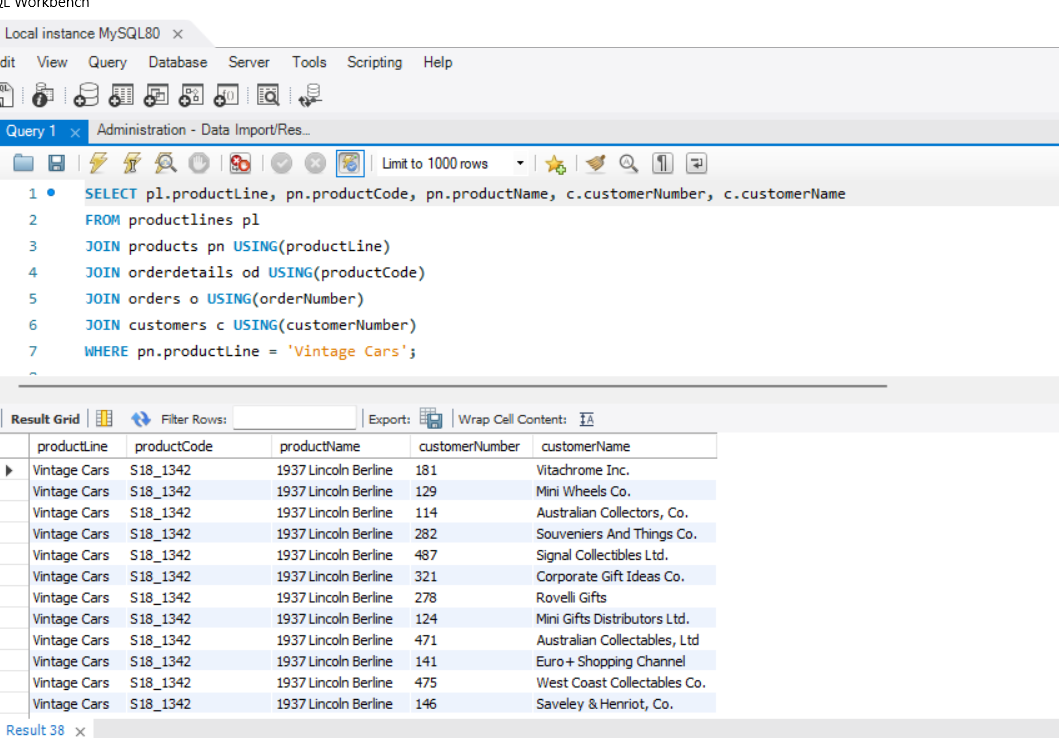 QL Workbench
Local instance MySQL80
dit View Query Database Server Tools Scripting Help
Query 1 Administration - Data Import/Res...
Limit to 1000 rows
1 SELECT pl.productLine, pn.productCode, pn.productName, c.customerNumber, c.customerName
2 FROM productlines pl
3 JOIN products pn USING(productLine)
4 JOIN orderdetails od USING(productCode)
5 JOIN orders o USING(orderNumber)
6 JOIN customers c USING(customerNumber)
7 WHERE pn.productLine = 'Vintage Cars';
Result Grid Filter Rows: Export: Wrap Cell Content: IA
productLine productCode productName customerNumber customerName
Vintage Cars S18_1342 1937 Lincoln Berline 181 Vitachrome Inc.
Vintage Cars S18_1342 1937 Lincoln Berline 129 Mini Wheels Co.
Vintage Cars S18_1342 1937 Lincoln Berline 114 Australian Collectors, Co.
Vintage Cars S18_1342 1937 Lincoln Berline 282 Souveniers And Things Co.
Vintage Cars S18_1342 1937 Lincoln Berline 487 Signal Collectibles Ltd.
Vintage Cars S18_1342 1937 Lincoln Berline 321 Corporate Gift Ideas Co.
Vintage Cars S18_1342 1937 Lincoln Berline 278 Rovelli Gifts
Vintage Cars S18_1342 1937 Lincoln Berline 124 Mini Gifts Distributors Ltd.
Vintage Cars S18_1342 1937 Lincoln Berline 471 Australian Collectables, Ltd
Vintage Cars S18_1342 1937 Lincoln Berline 141 Euro+ Shopping Channel
Vintage Cars S18_1342 1937 Lincoln Berline 475 West Coast Collectables Co.
Vintage Cars S18_1342 1937 Lincoln Berline 146 Saveley & Henriot, Co.
Result 38